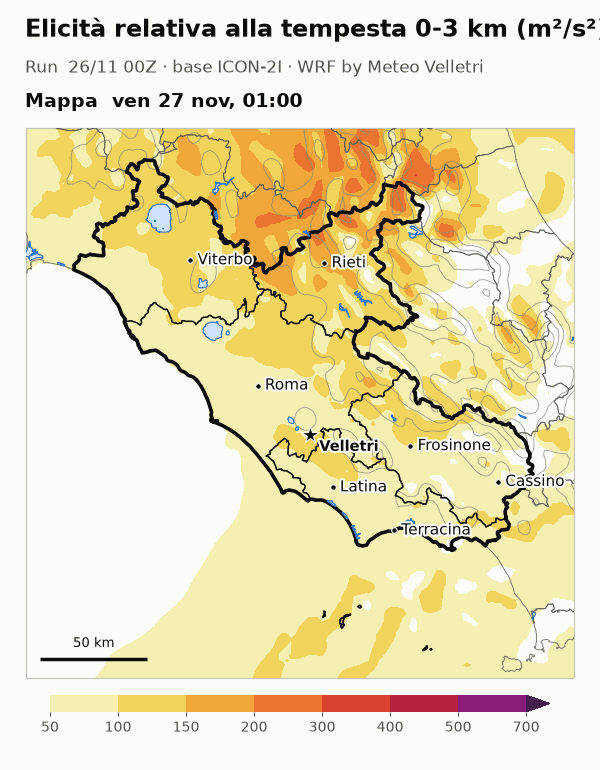 Elicità relativa alla tempesta 0-3 km (m²/s²)
Run 26/11 00Z · base ICON-2I · WRF by Meteo Velletri
Mappa ven 27 nov, 01:00
Viterbo
Rieti
Roma
Velletri
Frosinone
Cassino
Latina
Terracina
50 km
50 100 150 200 300 400 500 700